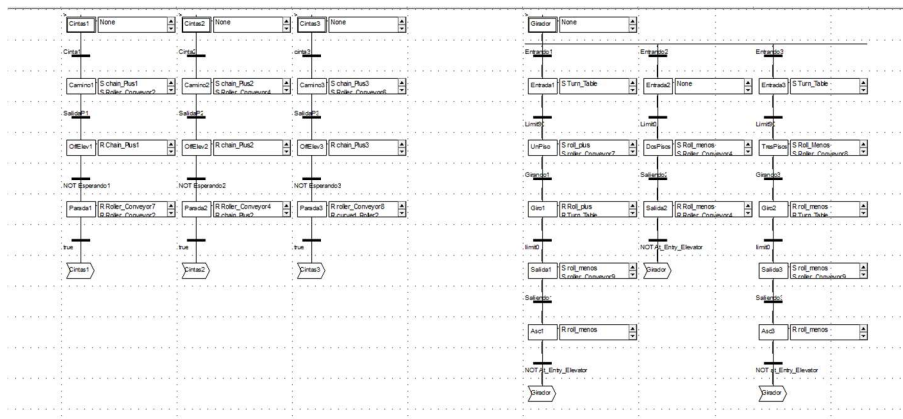 Cintas1
None
Cintas2
None
Cintas3
None
Girador
None
Cinta1
Cinta2
cinta3
Entrando1
Entrando2
Entrando3
Camino1
S chain_Plus1
S Roller_Conveyor2
Camino2
S chain_Plus2
S Roller_Conveyor4
Camino3
S chain_Plus3
S Roller_Conveyor6
Entrada1
S Turn_Table
Entrada2
None
Entrada3
S Turn_Table
SalidaP1
SalidaP2
SalidaP3
Limit90
Limit0
Limit90
OffElev1
R Chain_Plus1
OffElev2
R chain_Plus2
OffElev3
R chain_Plus3
UnPiso
S roll_plus
S roller_Conveyor7
DosPisos
S Roll_menos
S Roller_Conveyor4
TresPisos
S Roll_Menos
S Roller_Conveyor8
NOT Esperando1
NOT Esperando2
NOT Esperando3
Girando1
Saliendo2
Girando3
Parada1
R Roller_Conveyor7
R Roller_Conveyor2
Parada2
R Roller_Conveyor4
R chain_Plus2
Parada3
R roller_Conveyor8
R curved_Roller2
Giro1
R Roll_plus
R Turn_Table
Salida2
R Roll_menos
R Roller_Conveyor4
Giro2
R roll_menos
R Turn_Table
true
true
true
limit0
NOT At_Entry_Elevator
limit0
Cintas1
Cintas2
Cintas3
Salida1
S roll_menos
S roller_Conveyor9
Girador
Salida3
S roll_menos
S roller_Conveyor9
Saliendo
Saliendo
Asc1
R roll_menos
Asc3
R roll_menos
NOT At_Entry_Elevator
NOT at_Entry_Elevator
Girador
Girador